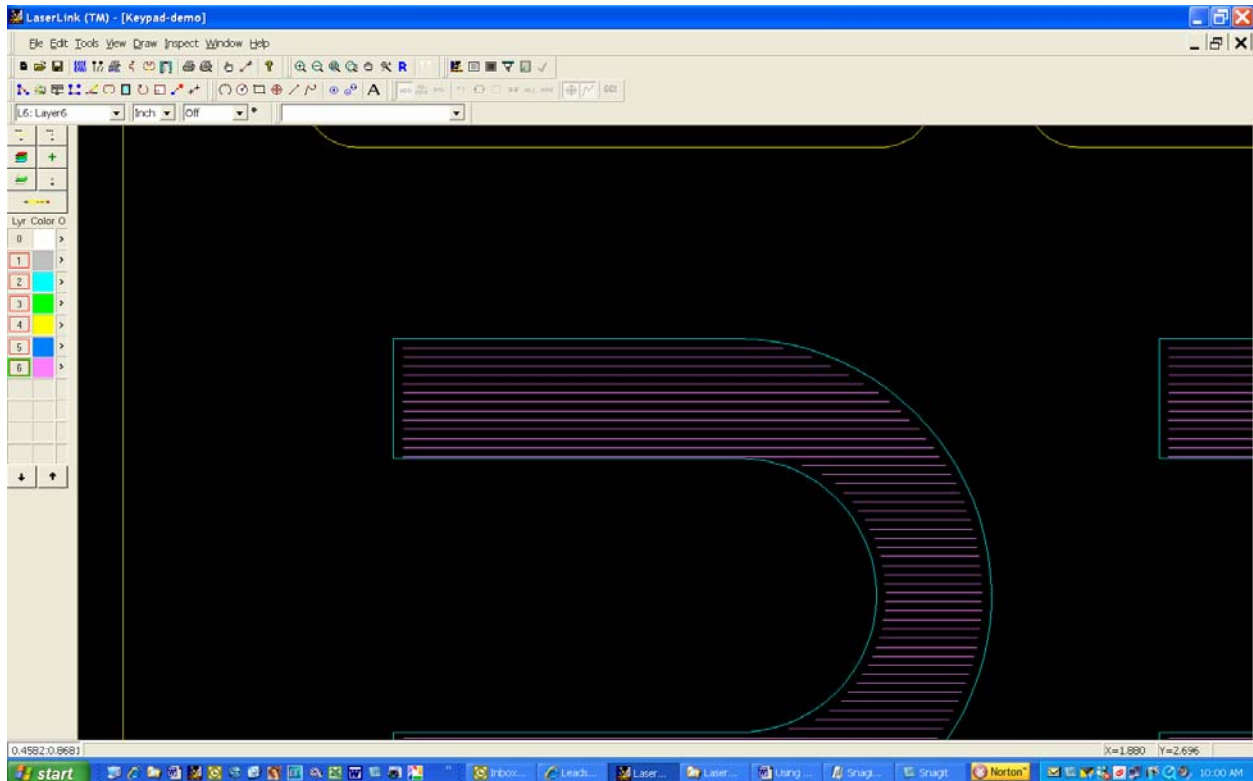 LaserLink (TM) - [Keypad-demo]
File Edit Tools View Draw Inspect Window Help
R
A GO!
L6: Layer6 Inch Off
Lyr Color O
0
1
2
3
4
5
6
0.4582:0.8681 X=1.880 Y=2.696
start Inbox... Leads... Laser... Laser... Using ... Snagi... Snagit Norton 10:00 AM